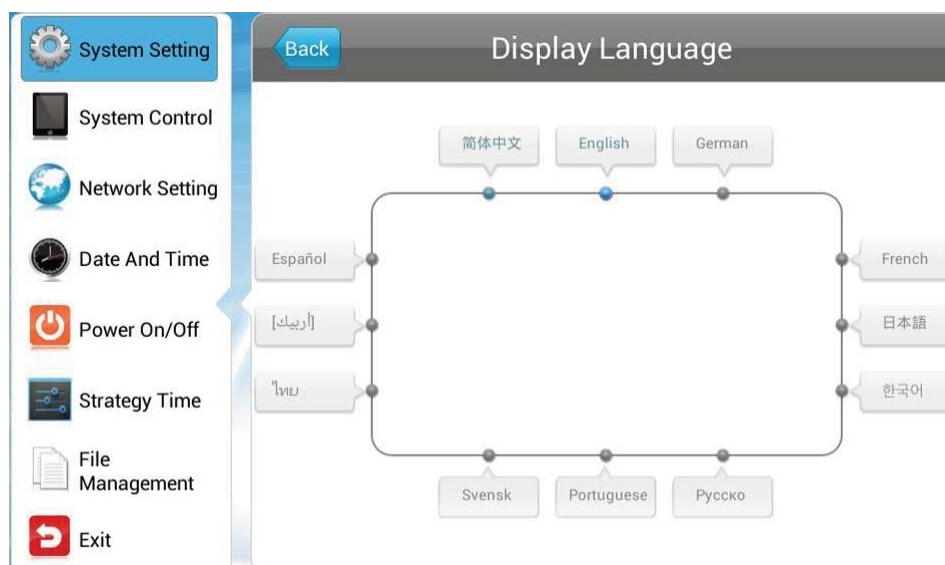 System Setting
System Control
Network Setting
Date And Time
Power On/Off
Strategy Time
File
Management
Exit
Back
Display Language
简体中文
English
German
Español
French
[أربيك]
日本語
ไทย
한국어
Svensk
Portuguese
Русско